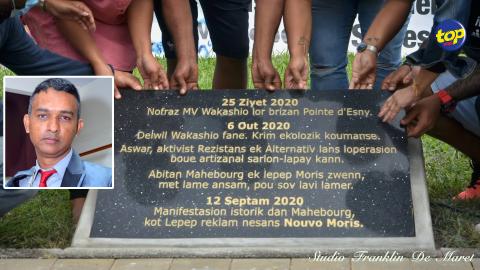 top
25 Ziyet 2020
Nofraz MV Wakashio lor brizan Pointe d'Esny.
6 Out 2020
Delwil Wakashio fane. Krim ekolozik koumanse.
Aswar, aktivist Rezistans ek Alternativ lans loperasion
boue artizanal sarlon-lapay kann.
Abitan Mahebourg ek lepep Moris zwenn,
met lame ansam, pou sov lavi lamer.
12 Septam 2020
Manifestasion istorik dan Mahebourg,
kot Lepep reklam nesans Nouvo Moris.
Studio Franklin De Maret